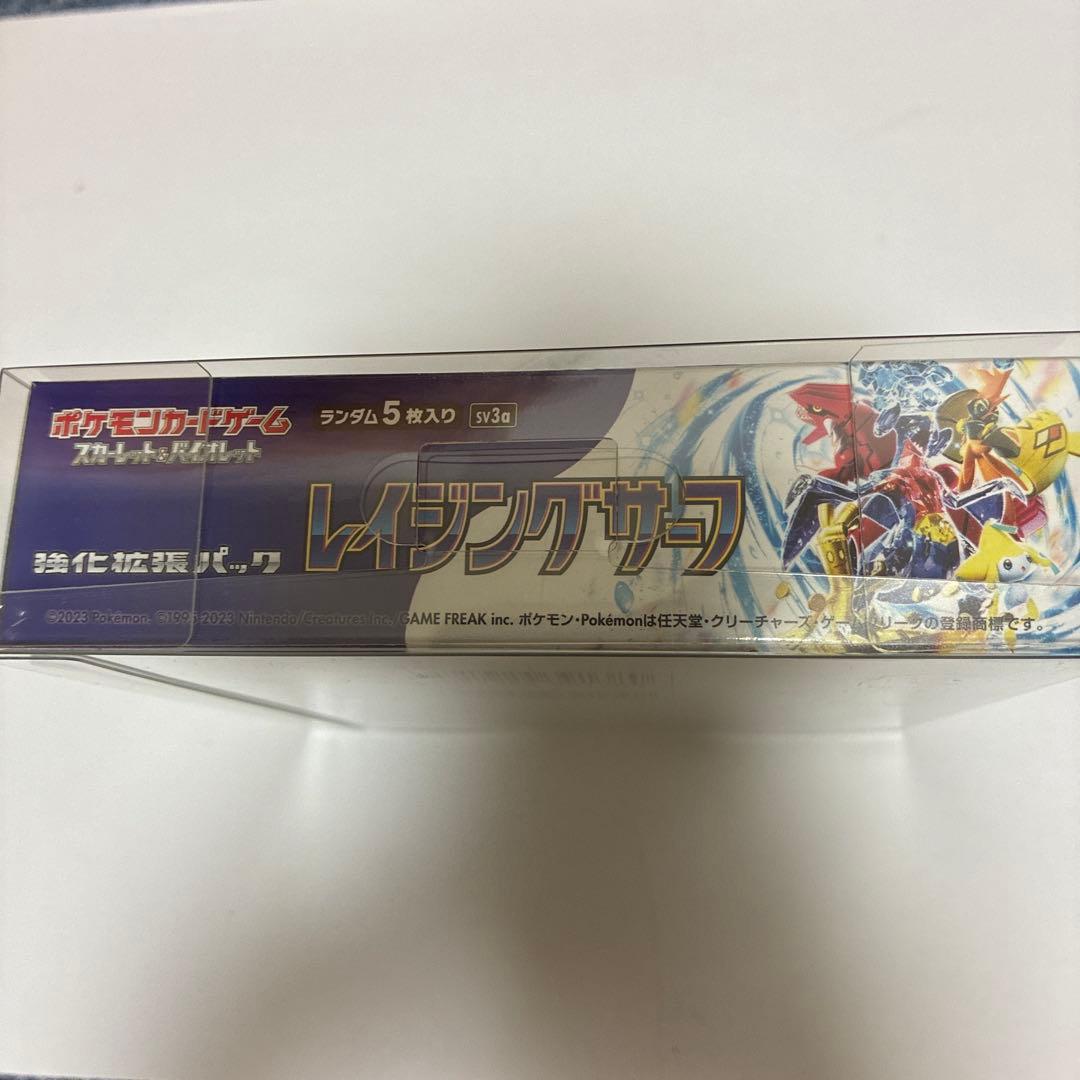 ポケモンカードゲーム
スカーレット&バイオレット
ランダム5枚入り sv3a
強化拡張パック
レイジングサーフ
©2023 Pokémon. ©1995-2023 Nintendo/Creatures Inc. /GAME FREAK inc. ポケモン・Pokémonは任天堂・クリーチャーズ・ゲームフリークの登録商標です。